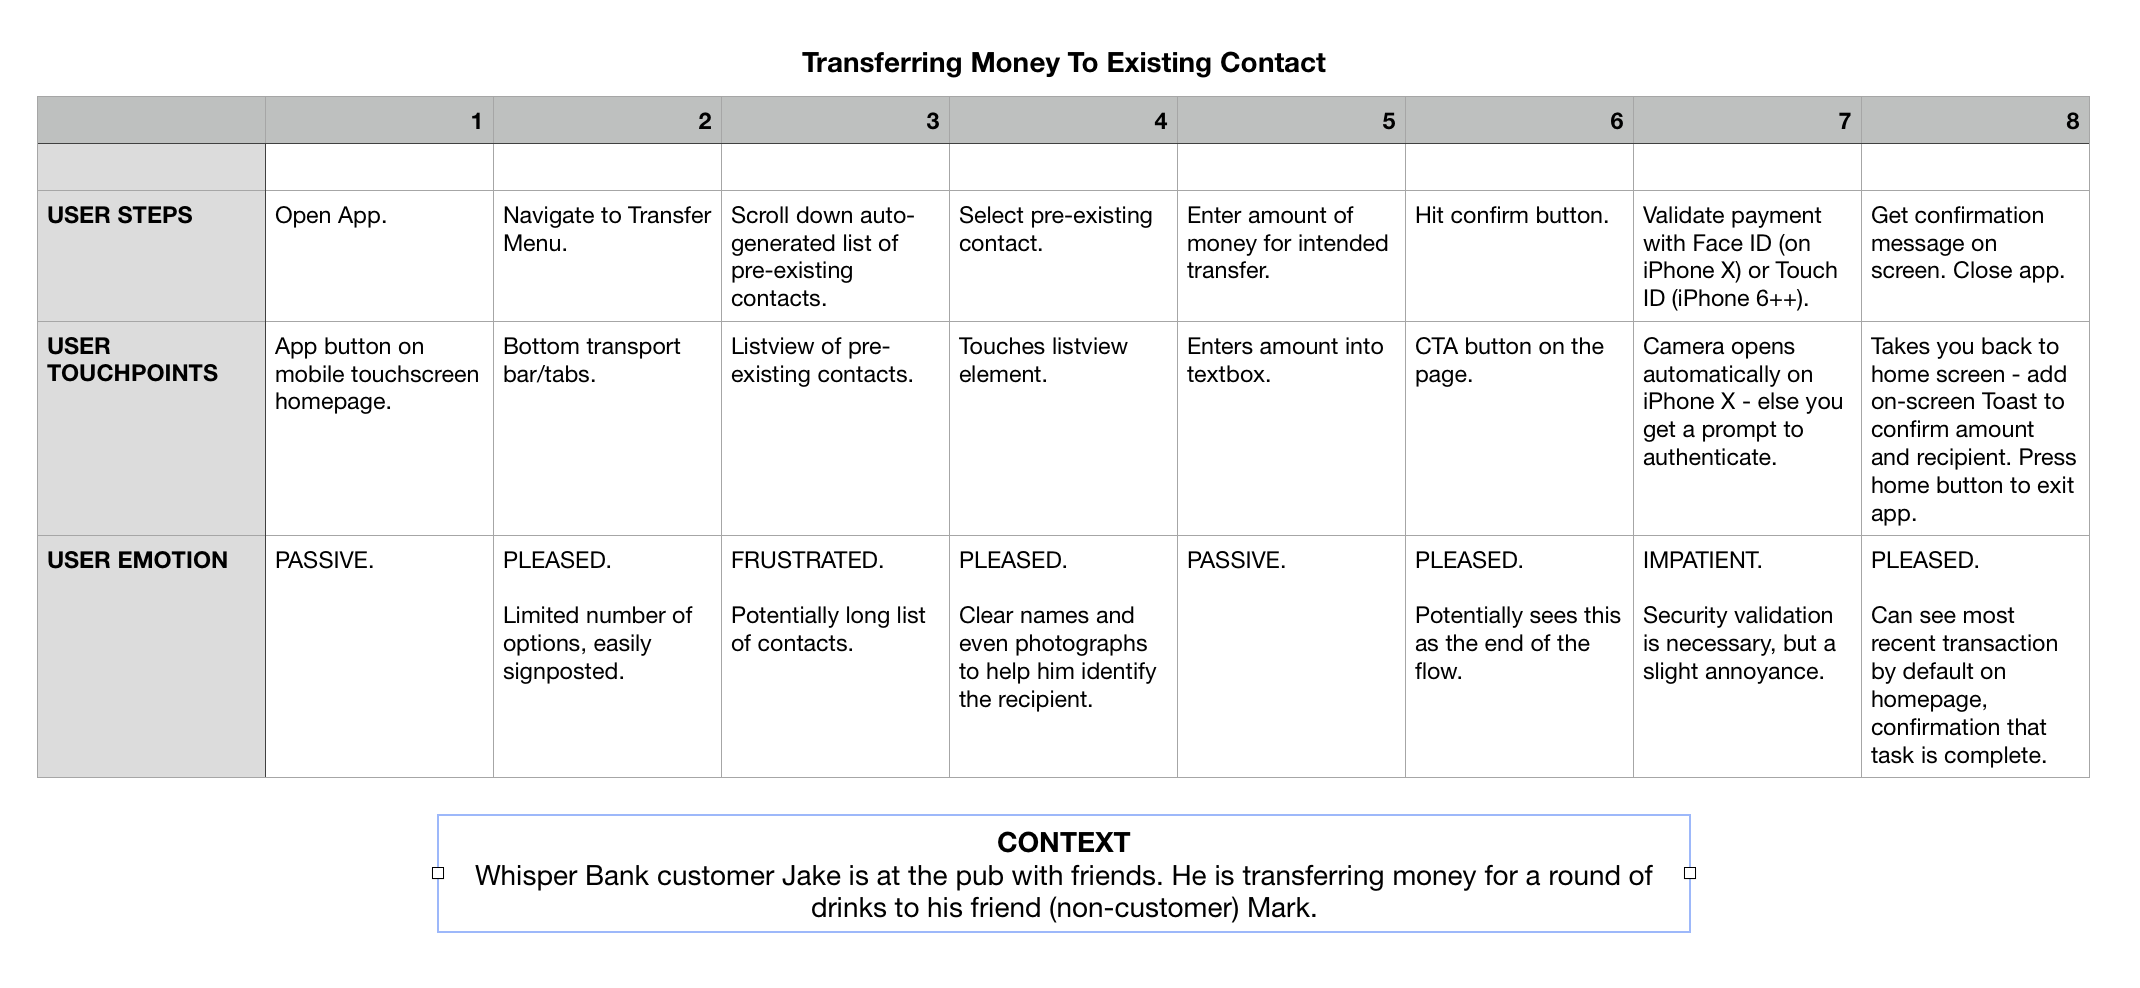 Transferring Money To Existing Contact
1 2 3 4 5 6 7 8
USER STEPS
Open App.
Navigate to Transfer
Menu.
Scroll down auto-
generated list of
pre-existing
contacts.
Select pre-existing
contact.
Enter amount of
money for intended
transfer.
Hit confirm button.
Validate payment
with Face ID (on
iPhone X) or Touch
ID (iPhone 6++).
Get confirmation
message on
screen. Close app.
USER
TOUCHPOINTS
App button on
mobile touchscreen
homepage.
Bottom transport
bar/tabs.
Listview of pre-
existing contacts.
Touches listview
element.
Enters amount into
textbox.
CTA button on the
page.
Camera opens
automatically on
iPhone X - else you
get a prompt to
authenticate.
Takes you back to
home screen - add
on-screen Toast to
confirm amount
and recipient. Press
home button to exit
app.
USER EMOTION
PASSIVE.
PLEASED.
Limited number of
options, easily
signposted.
FRUSTRATED.
Potentially long list
of contacts.
PLEASED.
Clear names and
even photographs
to help him identify
the recipient.
PASSIVE.
PLEASED.
Potentially sees this
as the end of the
flow.
IMPATIENT.
Security validation
is necessary, but a
slight annoyance.
PLEASED.
Can see most
recent transaction
by default on
homepage,
confirmation that
task is complete.
CONTEXT
Whisper Bank customer Jake is at the pub with friends. He is transferring money for a round of
drinks to his friend (non-customer) Mark.